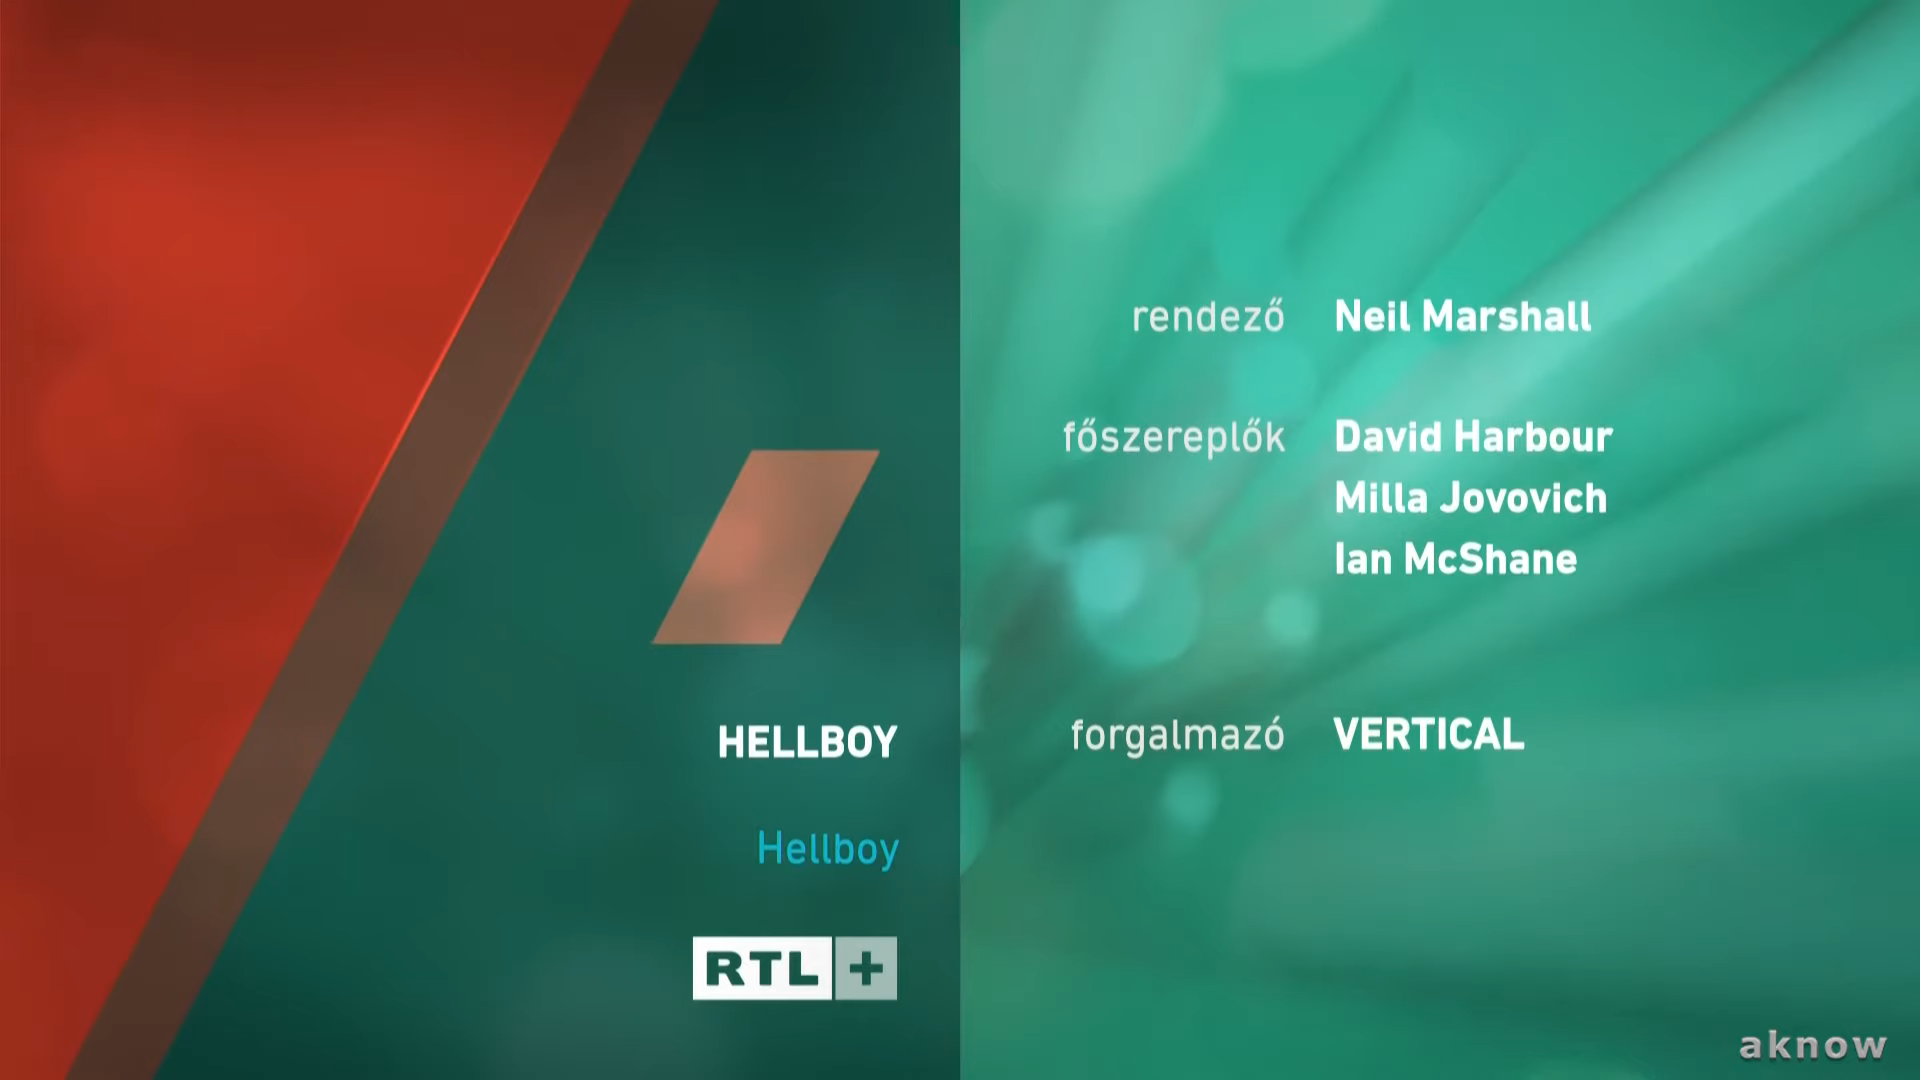 HELLBOY
Hellboy
RTL +
rendező Neil Marshall
főszereplők David Harbour
Milla Jovovich
Ian McShane
forgalmazó VERTICAL
aknow